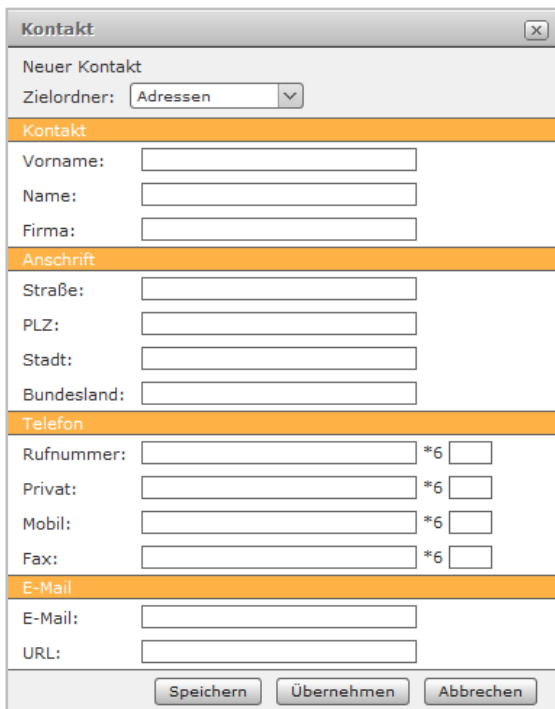 Kontakt
Neuer Kontakt
Zielordner: Adressen
Kontakt
Vorname:
Name:
Firma:
Anschrift
Straße:
PLZ:
Stadt:
Bundesland:
Telefon
Rufnummer: *6
Privat: *6
Mobil: *6
Fax: *6
E-Mail
E-Mail:
URL:
Speichern Übernehmen Abbrechen